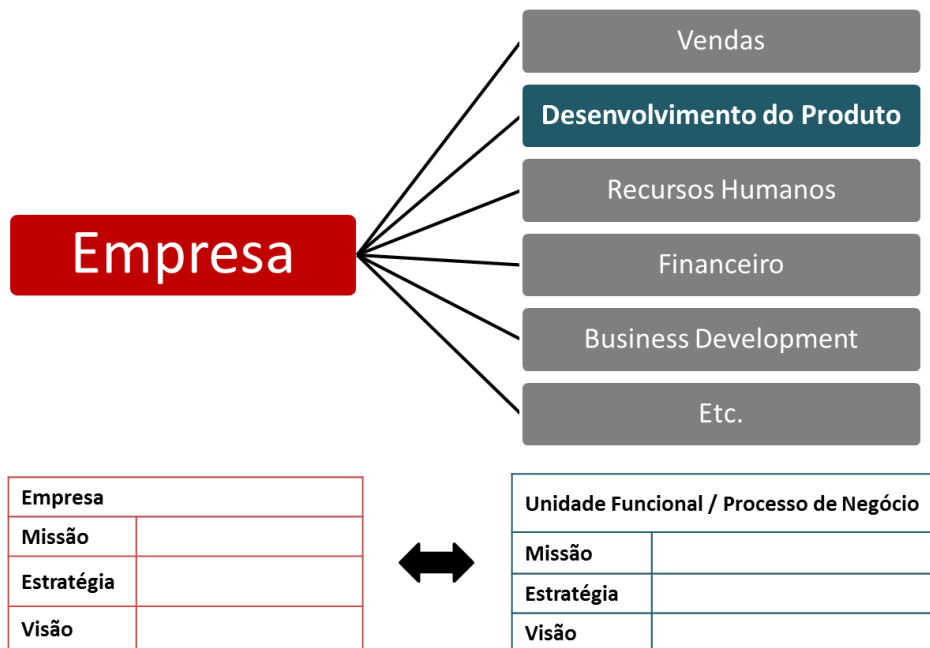 Vendas
Desenvolvimento do Produto
Recursos Humanos
Empresa
Financeiro
Business Development
Etc.
Empresa
Missão
Estratégia
Visão
Unidade Funcional / Processo de Negócio
Missão
Estratégia
Visão